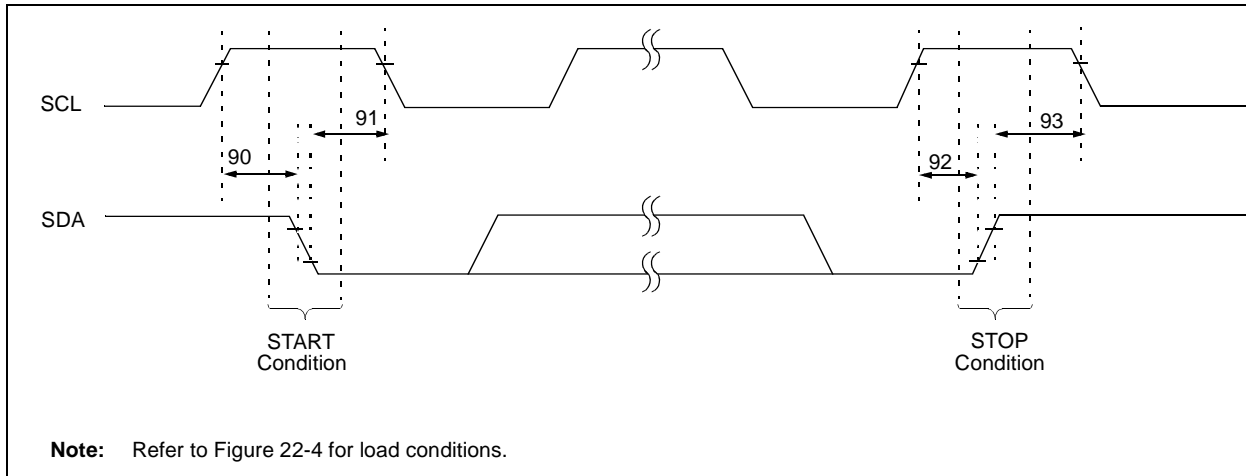 SCL
91
93
90
92
SDA
START
Condition
STOP
Condition
Note: Refer to Figure 22-4 for load conditions.